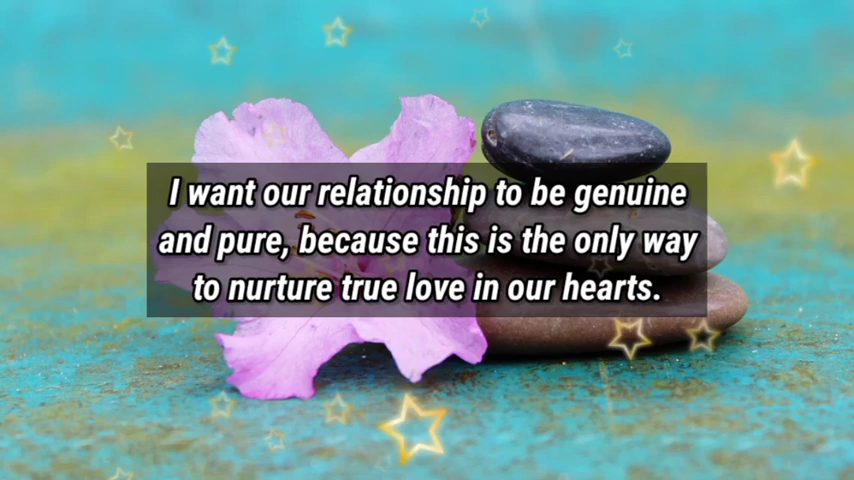 I want our relationship to be genuine
and pure, because this is the only way
to nurture true love in our hearts.